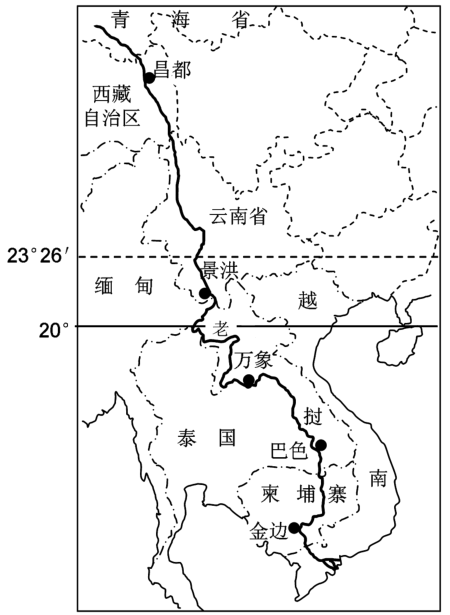 青 海 省
昌都
西藏
自治区
云南省
23°26′
景洪
缅 甸
越
20°
老
万象
挝
泰 国
巴色
南
柬 埔 寨
金边